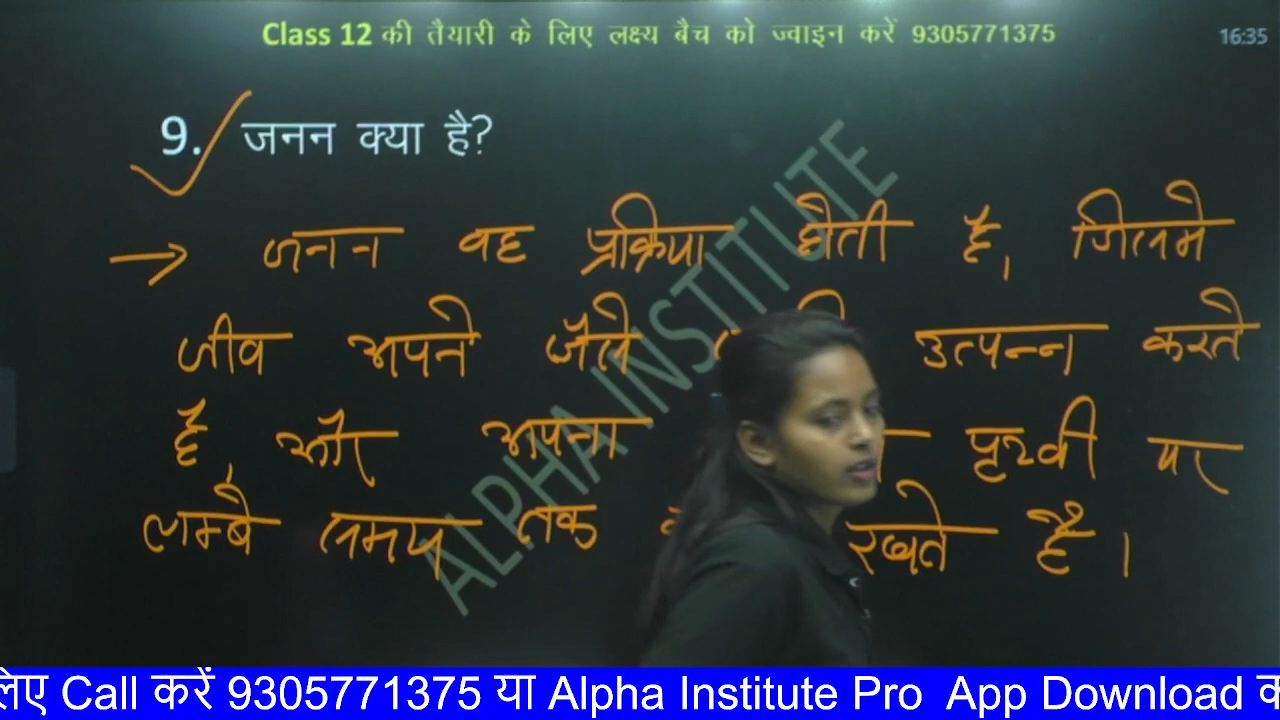 Class 12 की तैयारी के लिए लक्ष्य बैच को ज्वाइन करें 9305771375
16:35
9. जनन क्या है?
→ जनन वह प्रक्रिया होती है, जिसमे
जीव अपने जैसे उत्पन्न करते
है, और अपना पृथ्वी पर
लम्बे समय तक रखते है।
ALPHA INSTITUTE
लिए Call करें 9305771375 या Alpha Institute Pro App Download